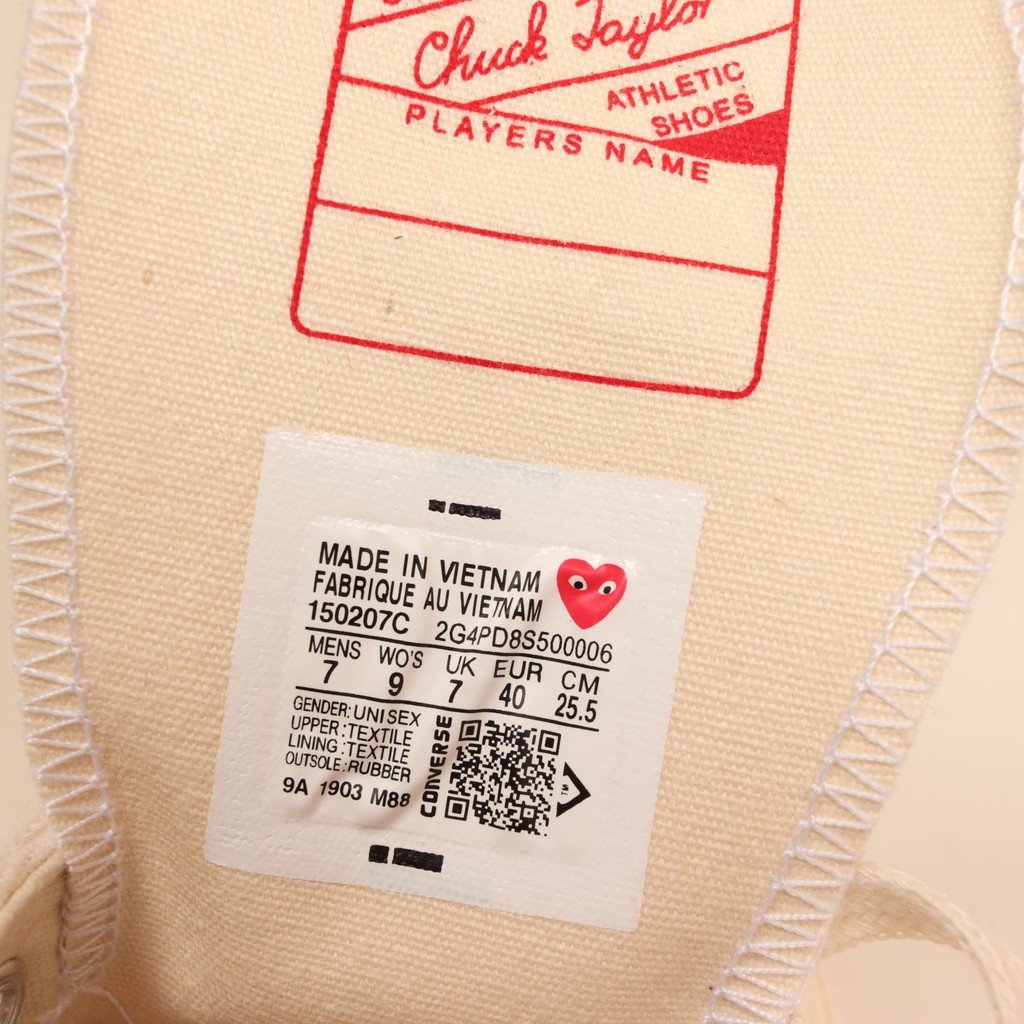 Chuck Taylor
ATHLETIC
SHOES
PLAYERS NAME
MADE IN VIETNAM
FABRIQUE AU VIETNAM
150207C 2G4PD8S500006
MENS WO'S UK EUR CM
7 9 7 40 25.5
GENDER: UNISEX
UPPER: TEXTILE
LINING: TEXTILE
OUTSOLE: RUBBER
9A 1903 M88
CONVERSE
TM